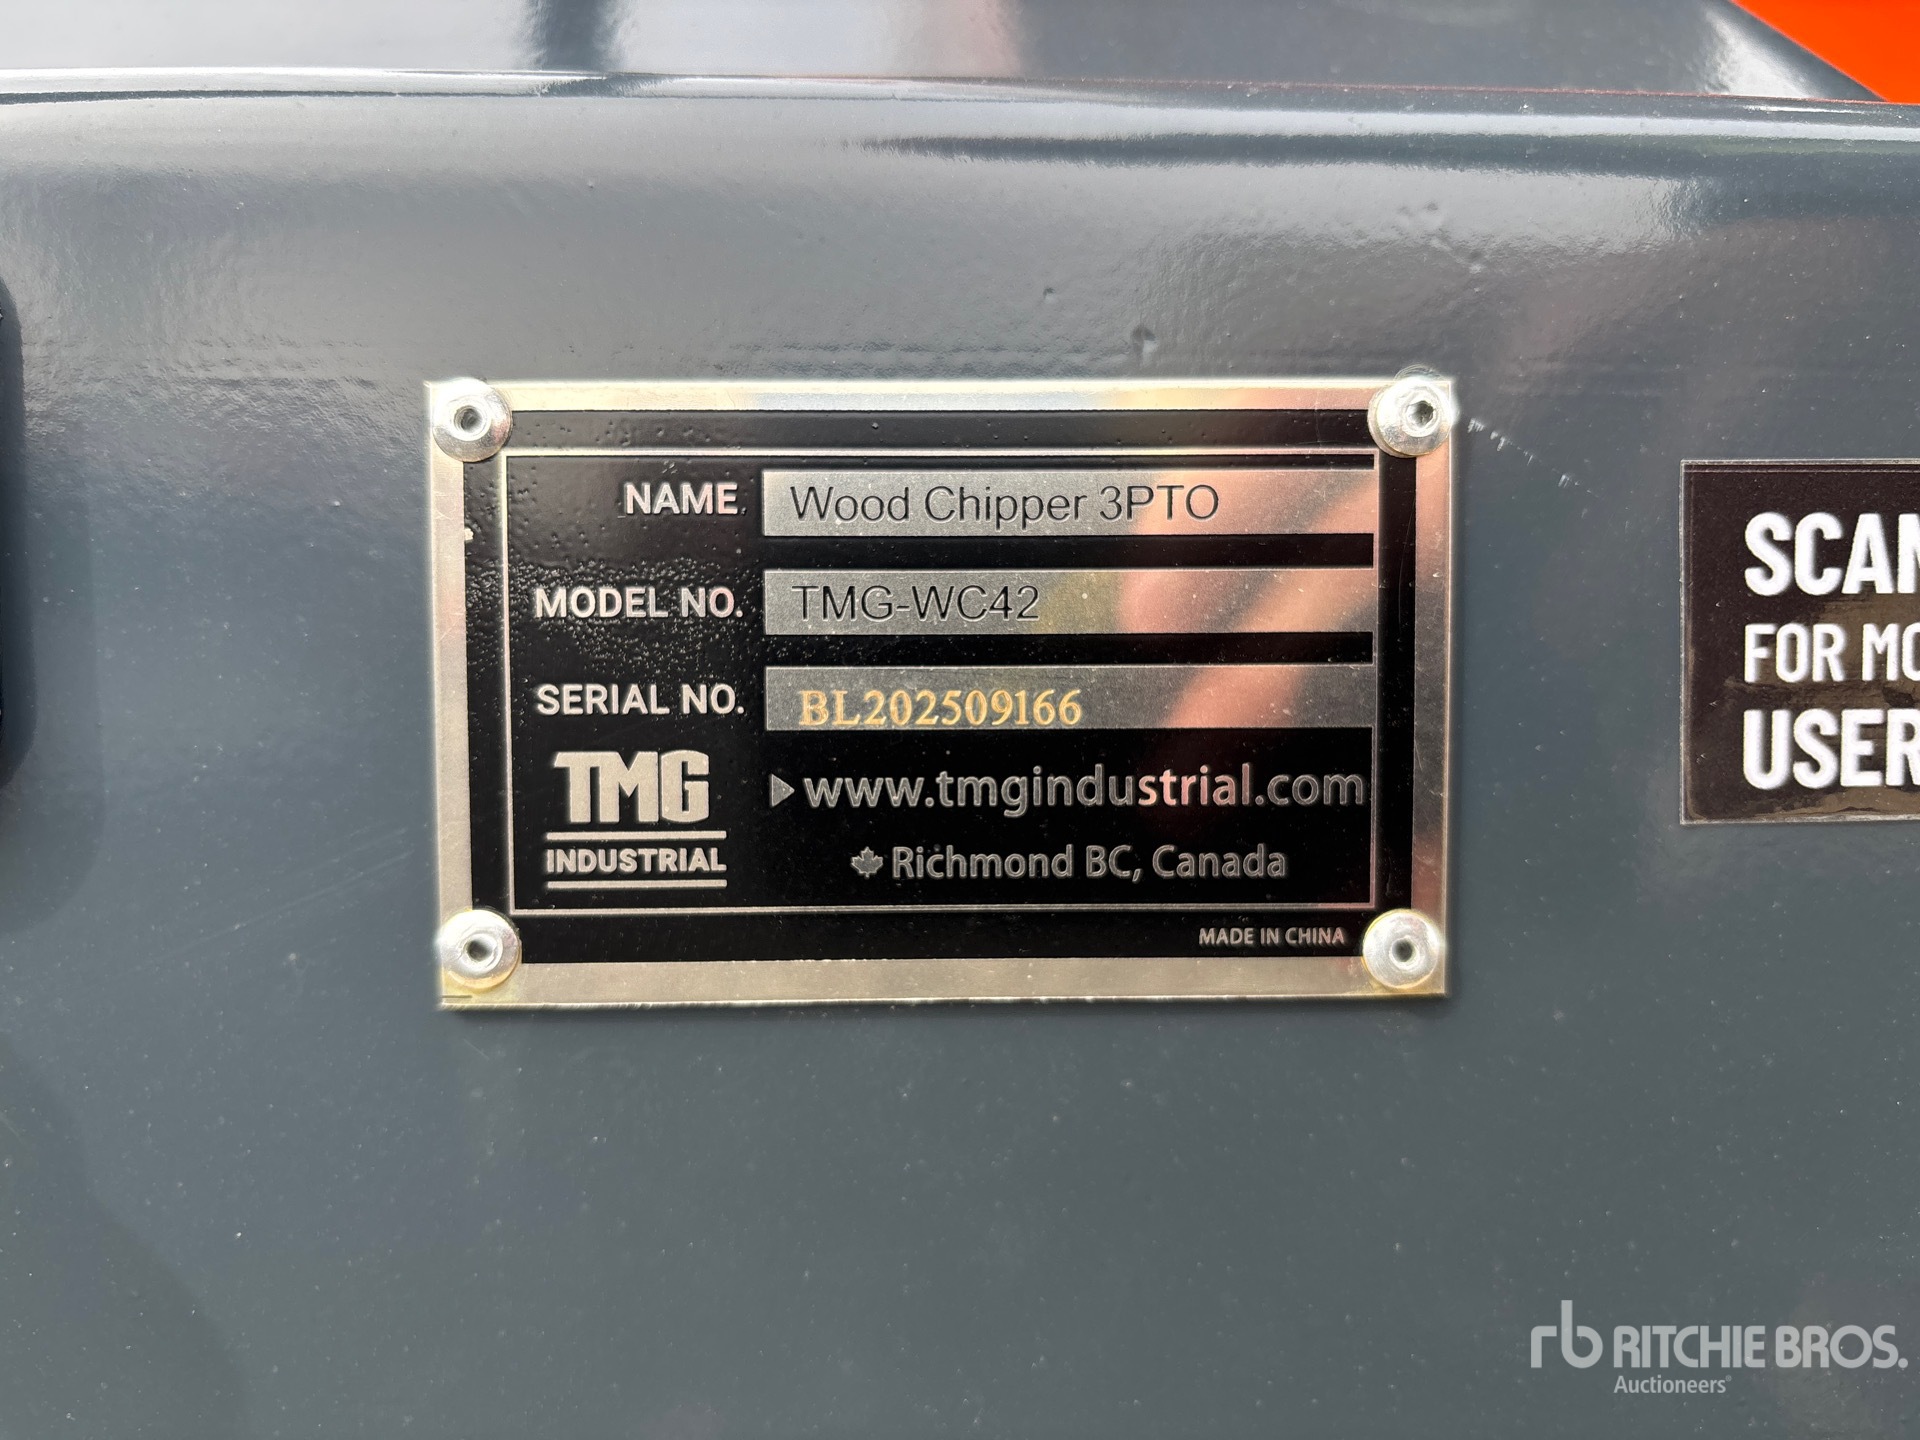 NAME. Wood Chipper 3PTO
MODEL NO. TMG-WC42
SERIAL NO. BL202509166
TMG
INDUSTRIAL
www.tmgindustrial.com
Richmond BC, Canada
MADE IN CHINA
SCAN
FOR MO
USER
rb RITCHIE BROS.
Auctioneers